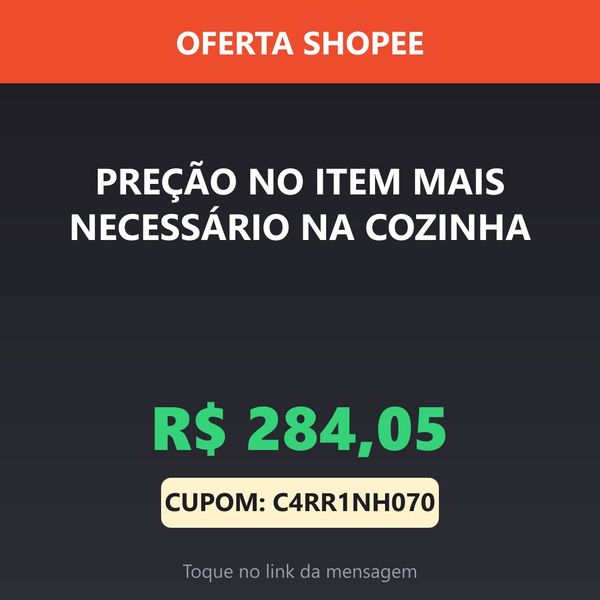 OFERTA SHOPEE
PREÇÃO NO ITEM MAIS
NECESSÁRIO NA COZINHA
R$ 284,05
CUPOM: C4RR1NH070
Toque no link da mensagem